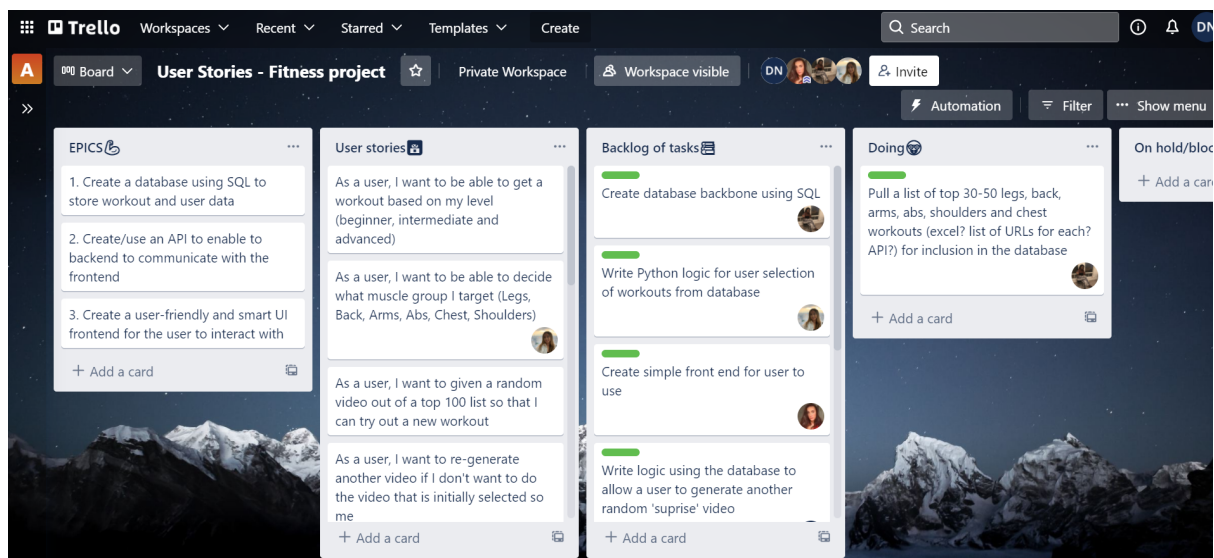 Trello
Workspaces
Recent
Starred
Templates
Create
Search
DN
A
Board
User Stories - Fitness project
Private Workspace
Workspace visible
DN
Invite
Automation
Filter
Show menu
EPICS
1. Create a database using SQL to
store workout and user data
2. Create/use an API to enable to
backend to communicate with the
frontend
3. Create a user-friendly and smart UI
frontend for the user to interact with
+ Add a card
User stories
As a user, I want to be able to get a
workout based on my level
(beginner, intermediate and
advanced)
As a user, I want to be able to decide
what muscle group I target (Legs,
Back, Arms, Abs, Chest, Shoulders)
As a user, I want to given a random
video out of a top 100 list so that I
can try out a new workout
As a user, I want to re-generate
another video if I don't want to do
the video that is initially selected so
me
+ Add a card
Backlog of tasks
Create database backbone using SQL
Write Python logic for user selection
of workouts from database
Create simple front end for user to
use
Write logic using the database to
allow a user to generate another
random 'suprise' video
+ Add a card
Doing
Pull a list of top 30-50 legs, back,
arms, abs, shoulders and chest
workouts (excel? list of URLs for each?
API?) for inclusion in the database
+ Add a card
On hold/bloc
+ Add a car